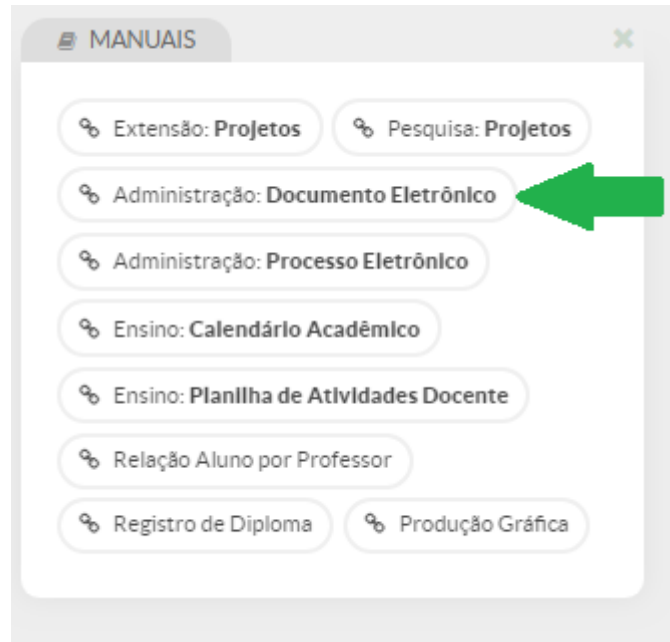 MANUAIS
Extensão: Projetos
Pesquisa: Projetos
Administração: Documento Eletrônico
Administração: Processo Eletrônico
Ensino: Calendário Acadêmico
Ensino: Planilha de Atividades Docente
Relação Aluno por Professor
Registro de Diploma
Produção Gráfica